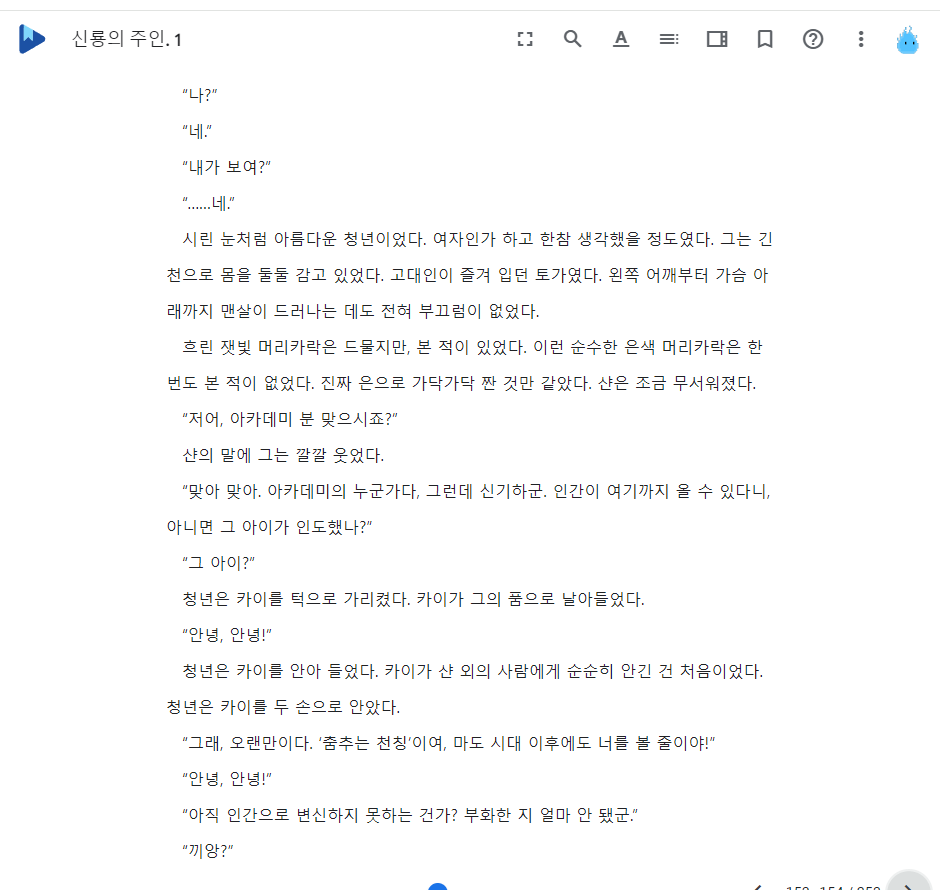 신룡의 주인. 1
“나?”
“네.”
“내가 보여?”
“……네.”
시린 눈처럼 아름다운 청년이었다. 여자인가 하고 한참 생각했을 정도였다. 그는 긴
천으로 몸을 둘둘 감고 있었다. 고대인이 즐겨 입던 토가였다. 왼쪽 어깨부터 가슴 아
래까지 맨살이 드러나는 데도 전혀 부끄럼이 없었다.
흐린 잿빛 머리카락은 드물지만, 본 적이 있었다. 이런 순수한 은색 머리카락은 한
번도 본 적이 없었다. 진짜 은으로 가닥가닥 짠 것만 같았다. 샨은 조금 무서워졌다.
“저어, 아카데미 분 맞으시죠?”
샨의 말에 그는 깔깔 웃었다.
“맞아 맞아. 아카데미의 누군가다, 그런데 신기하군. 인간이 여기까지 올 수 있다니,
아니면 그 아이가 인도했나?”
“그 아이?”
청년은 카이를 턱으로 가리켰다. 카이가 그의 품으로 날아들었다.
“안녕, 안녕!”
청년은 카이를 안아 들었다. 카이가 샨 외의 사람에게 순순히 안긴 건 처음이었다.
청년은 카이를 두 손으로 안았다.
“그래, 오랜만이다. ‘춤추는 천칭’이여, 마도 시대 이후에도 너를 볼 줄이야!”
“안녕, 안녕!”
“아직 인간으로 변신하지 못하는 건가? 부화한 지 얼마 안 됐군.”
“끼앙?”